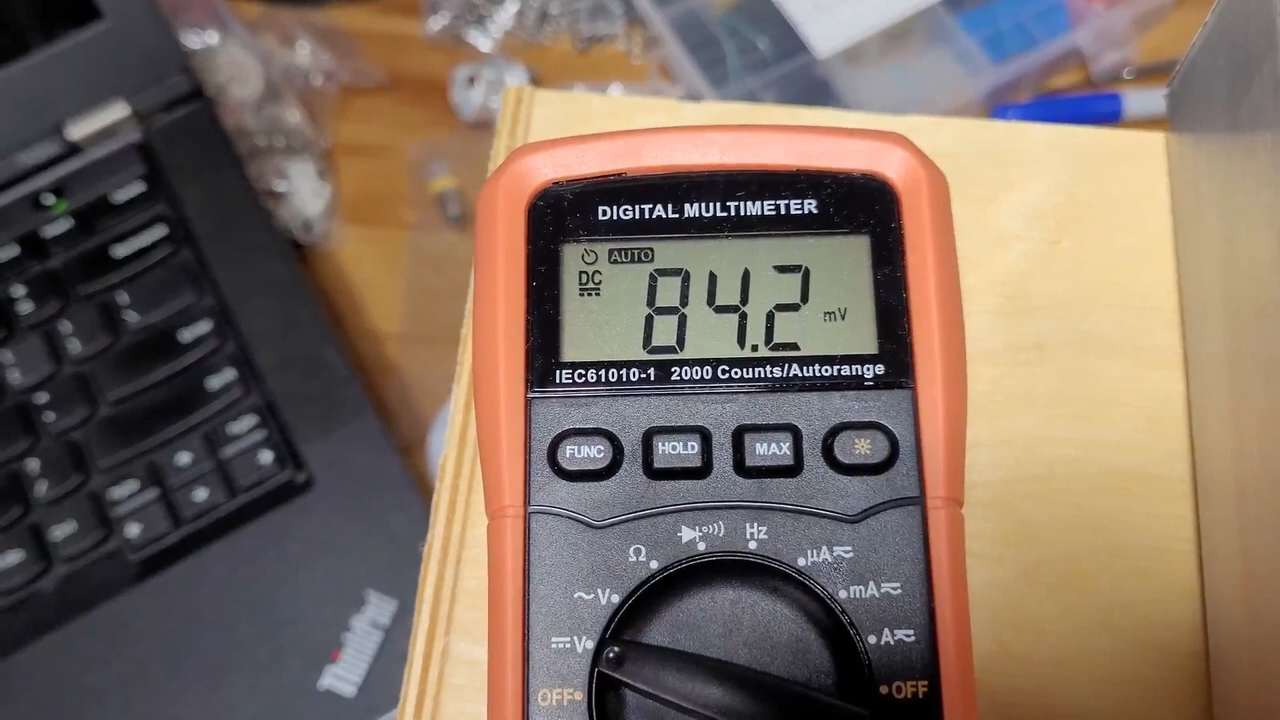 DIGITAL MULTIMETER
AUTO
DC
84.2 mV
IEC61010-1 2000 Counts/Autorange
FUNC HOLD MAX
Hz
Ω
µA
~V
mA
V
A
OFF
OFF
ThinkPad